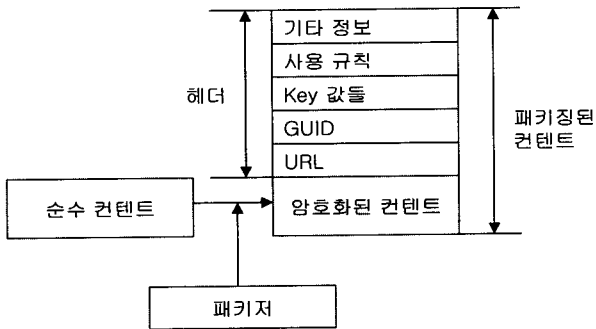 기타 정보
사용 규칙
Key 값들
GUID
URL
암호화된 컨텐트
헤더
패키징된
컨텐트
순수 컨텐트
패키저